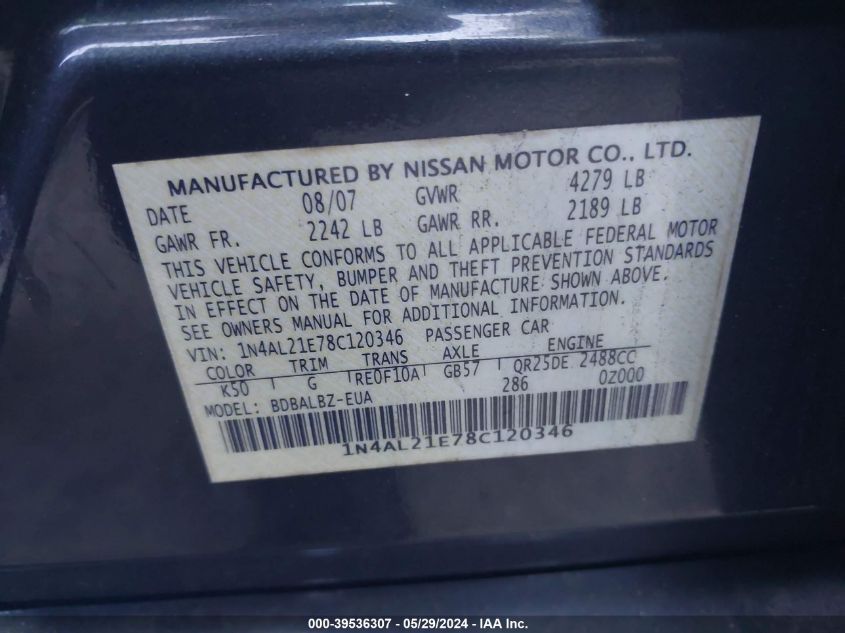 MANUFACTURED BY NISSAN MOTOR CO., LTD.
DATE 08/07 GVWR 4279 LB
GAWR FR. 2242 LB GAWR RR. 2189 LB
THIS VEHICLE CONFORMS TO ALL APPLICABLE FEDERAL MOTOR
VEHICLE SAFETY, BUMPER AND THEFT PREVENTION STANDARDS
IN EFFECT ON THE DATE OF MANUFACTURE SHOWN ABOVE.
SEE OWNERS MANUAL FOR ADDITIONAL INFORMATION.
VIN: 1N4AL21E78C120346 PASSENGER CAR
COLOR TRIM TRANS AXLE ENGINE
K50 G RE0F10A GB57 QR25DE 2488CC
MODEL: BDBALBZ-EUA 286 0Z000
1N4AL21E78C120346
000-39536307 - 05/29/2024 - IAA Inc.